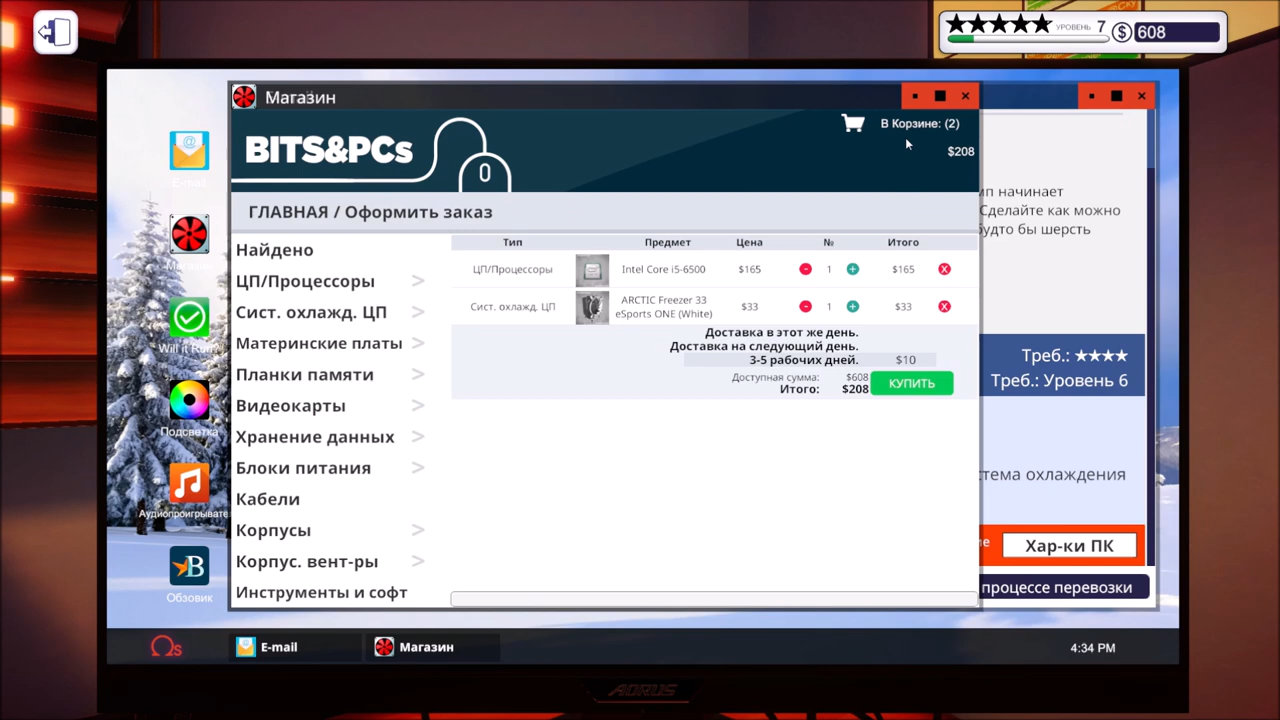 УРОВЕНЬ 7
$ 608
Магазин
BITS&PCs
В Корзине: (2)
$208
ГЛАВНАЯ / Оформить заказ
Найдено
ЦП/Процессоры
Сист. охлажд. ЦП
Материнские платы
Планки памяти
Видеокарты
Хранение данных
Блоки питания
Кабели
Корпусы
Корпус. вент-ры
Инструменты и софт
Тип Предмет Цена № Итого
ЦП/Процессоры Intel Core i5-6500 $165 1 $165
Сист. охлажд. ЦП ARCTIC Freezer 33 eSports ONE (White) $33 1 $33
Доставка в этот же день.
Доставка на следующий день.
3-5 рабочих дней. $10
Доступная сумма: $608
Итого: $208
КУПИТЬ
мп начинает
Сделайте как можно
будто бы шерсть
Треб.: ★★★★
Треб.: Уровень 6
стема охлаждения
Хар-ки ПК
процессе перевозки
E-mail
Will it Run?
Подсветка
Аудиопроигрывате
Обзовик
Ωs
E-mail
Магазин
4:34 PM
AORUS